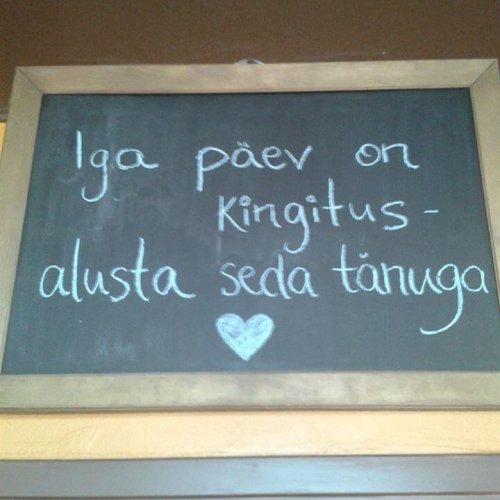 Iga päev on
kingitus-
alusta seda tänuga